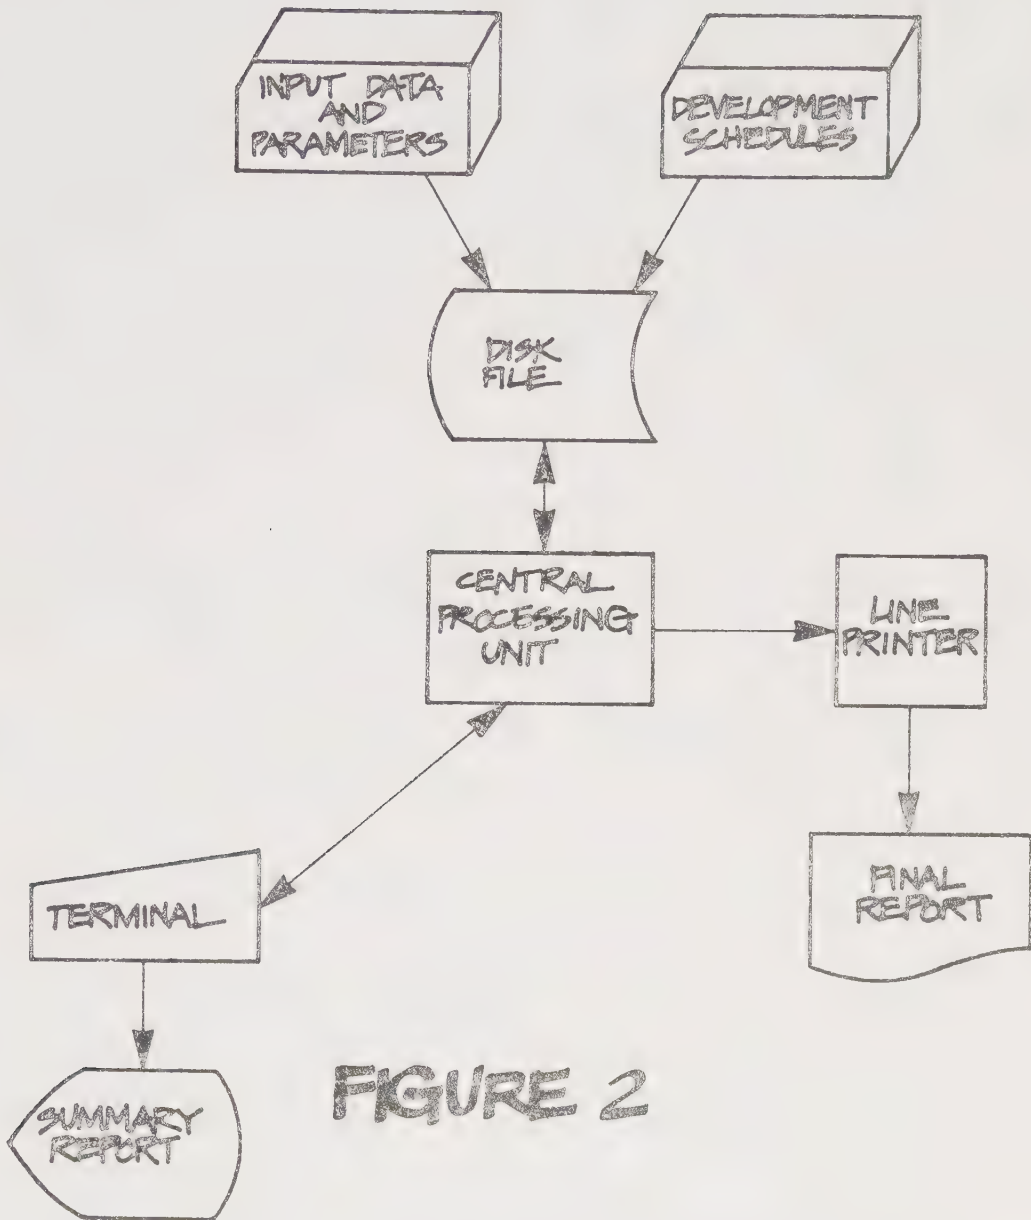 INPUT DATA
AND
PARAMETERS
DEVELOPMENT
SCHEDULES
DISK
FILE
CENTRAL
PROCESSING
UNIT
LINE
PRINTER
TERMINAL
FINAL
REPORT
SUMMARY
REPORT
FIGURE 2